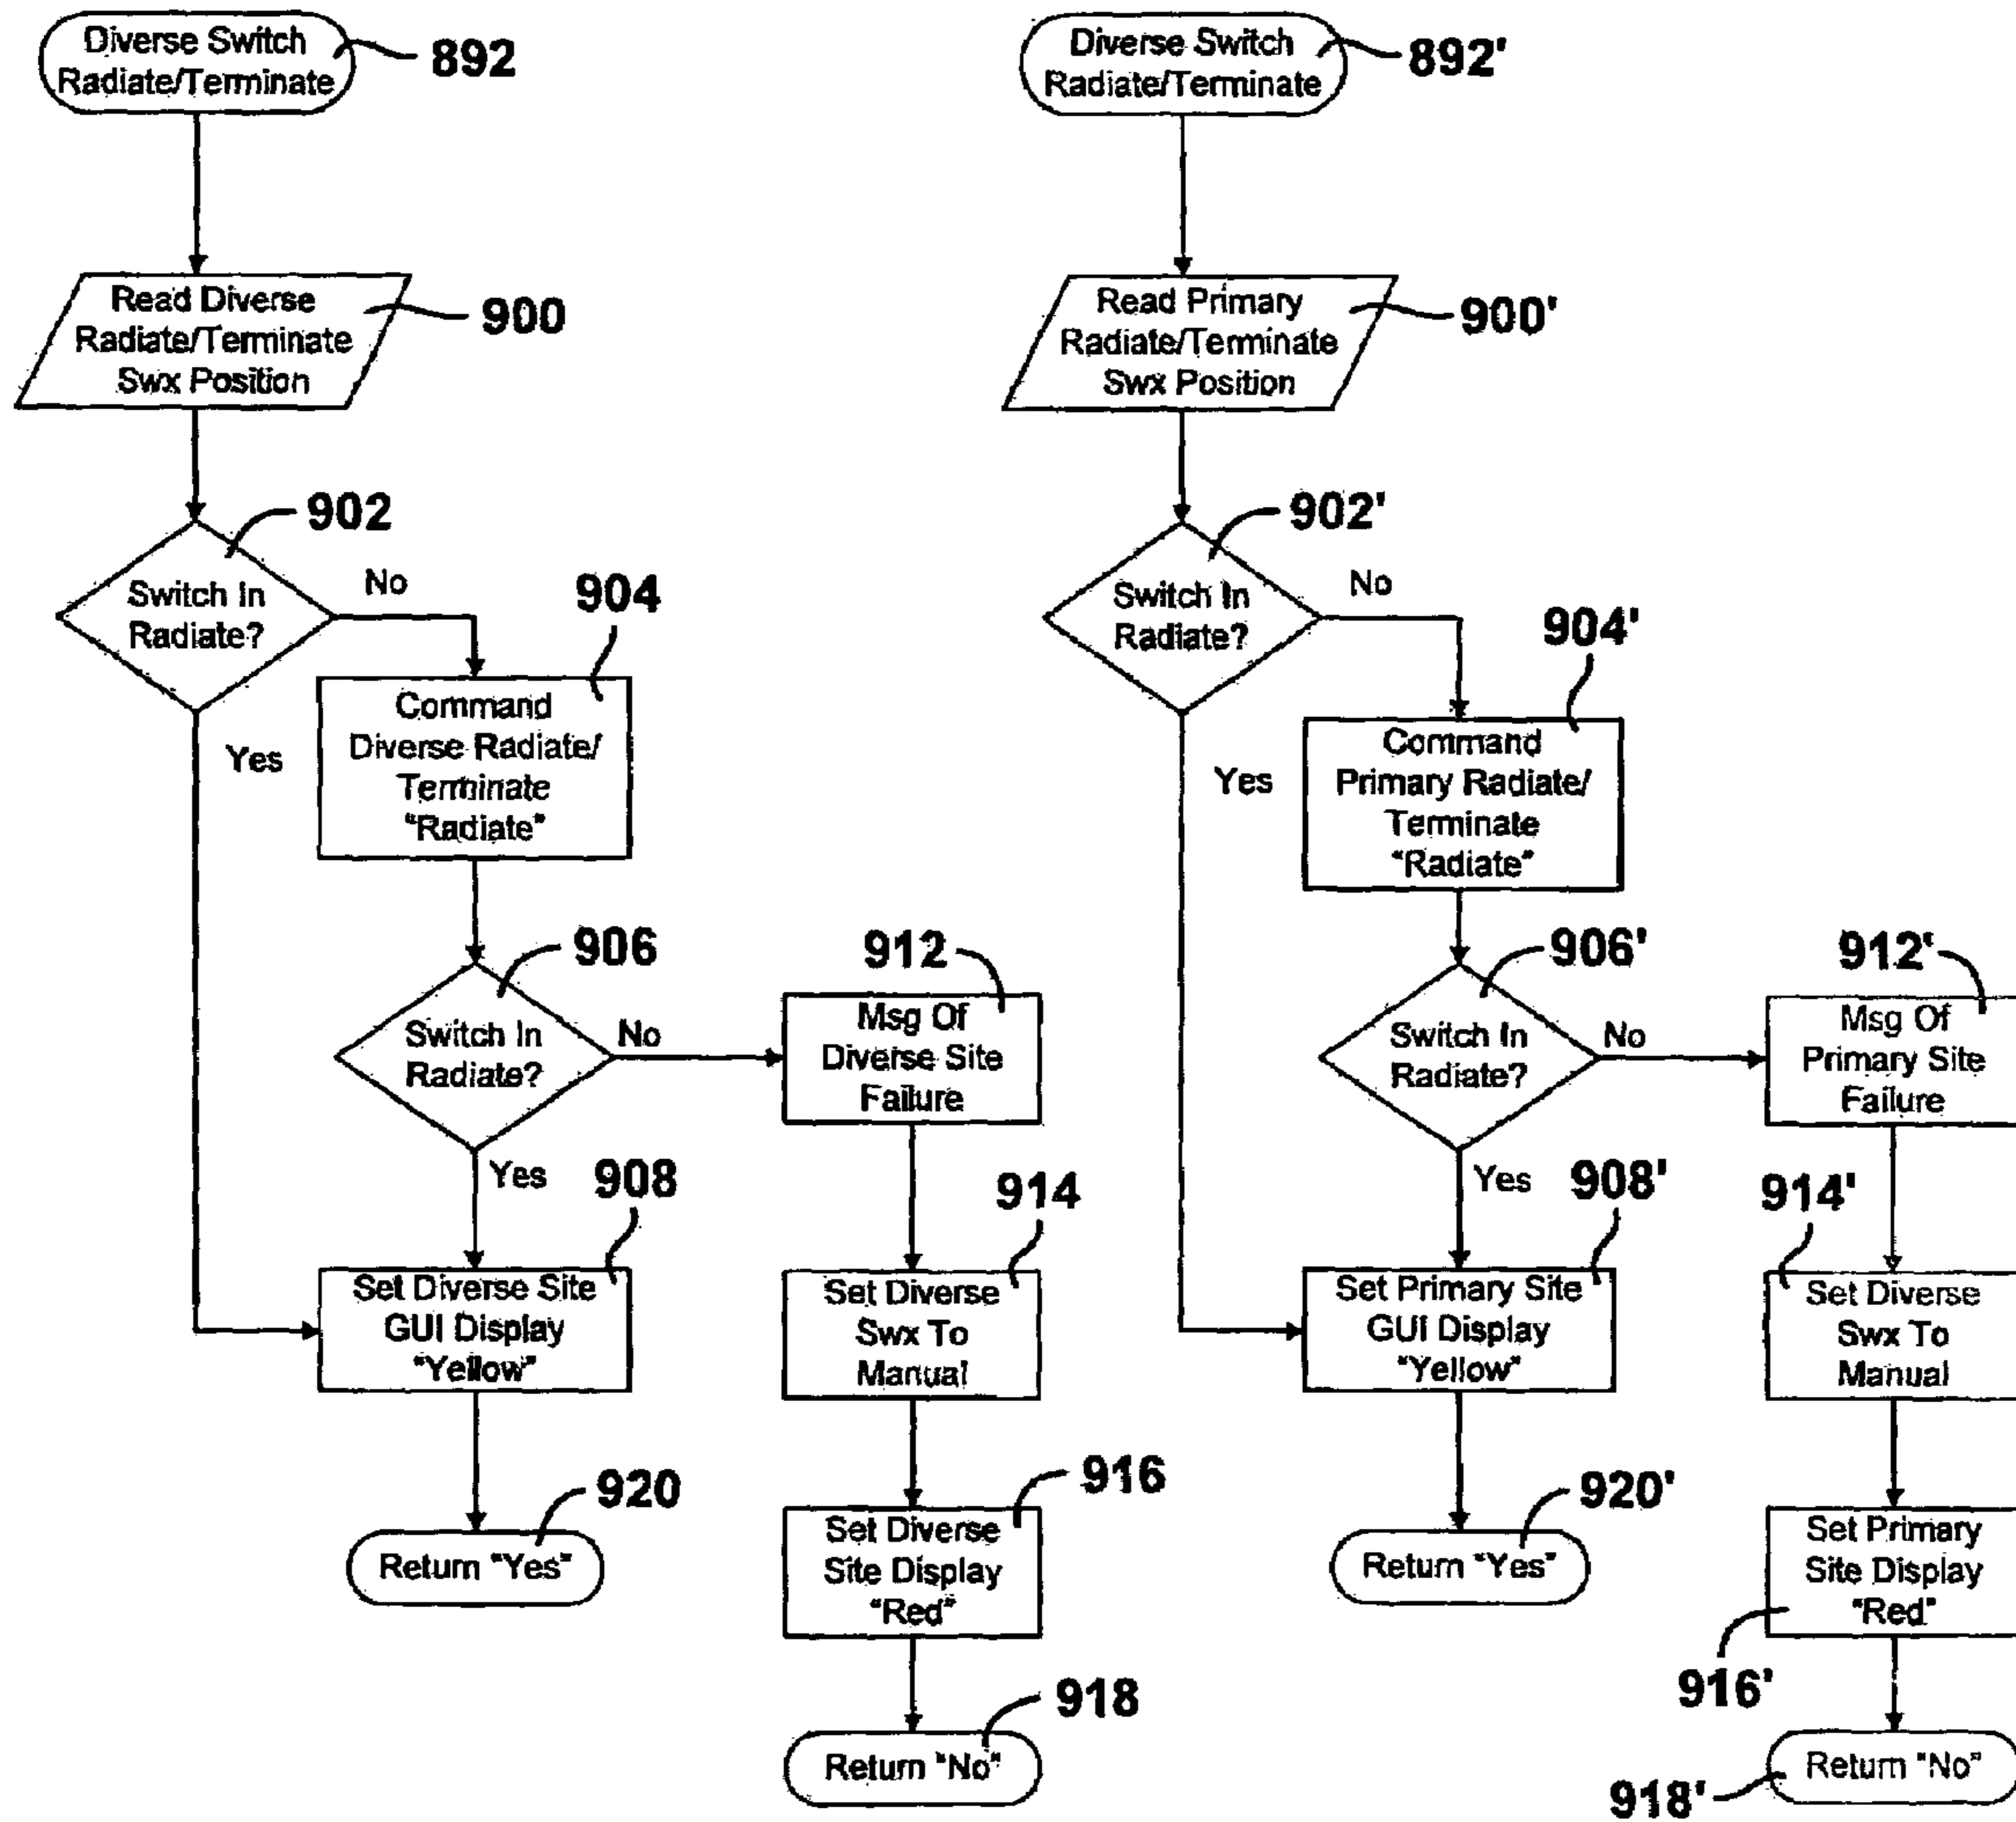 Diverse Switch
Radiate/Terminate
892
Read Diverse
Radiate/Terminate
Swx Position
900
902
Switch In
Radiate?
No
Yes
904
Command
Diverse Radiate/
Terminate
"Radiate"
906
Switch In
Radiate?
No
Yes
912
Msg Of
Diverse Site
Failure
908
Set Diverse Site
GUI Display
"Yellow"
914
Set Diverse
Swx To
Manual
920
Return "Yes"
916
Set Diverse
Site Display
"Red"
918
Return "No"
Diverse Switch
Radiate/Terminate
892'
Read Primary
Radiate/Terminate
Swx Position
900'
902'
Switch In
Radiate?
No
Yes
904'
Command
Primary Radiate/
Terminate
"Radiate"
906'
Switch In
Radiate?
No
Yes
912'
Msg Of
Primary Site
Failure
908'
Set Primary Site
GUI Display
"Yellow"
914'
Set Diverse
Swx To
Manual
920'
Return "Yes"
Set Primary
Site Display
"Red"
916'
Return "No"
918'